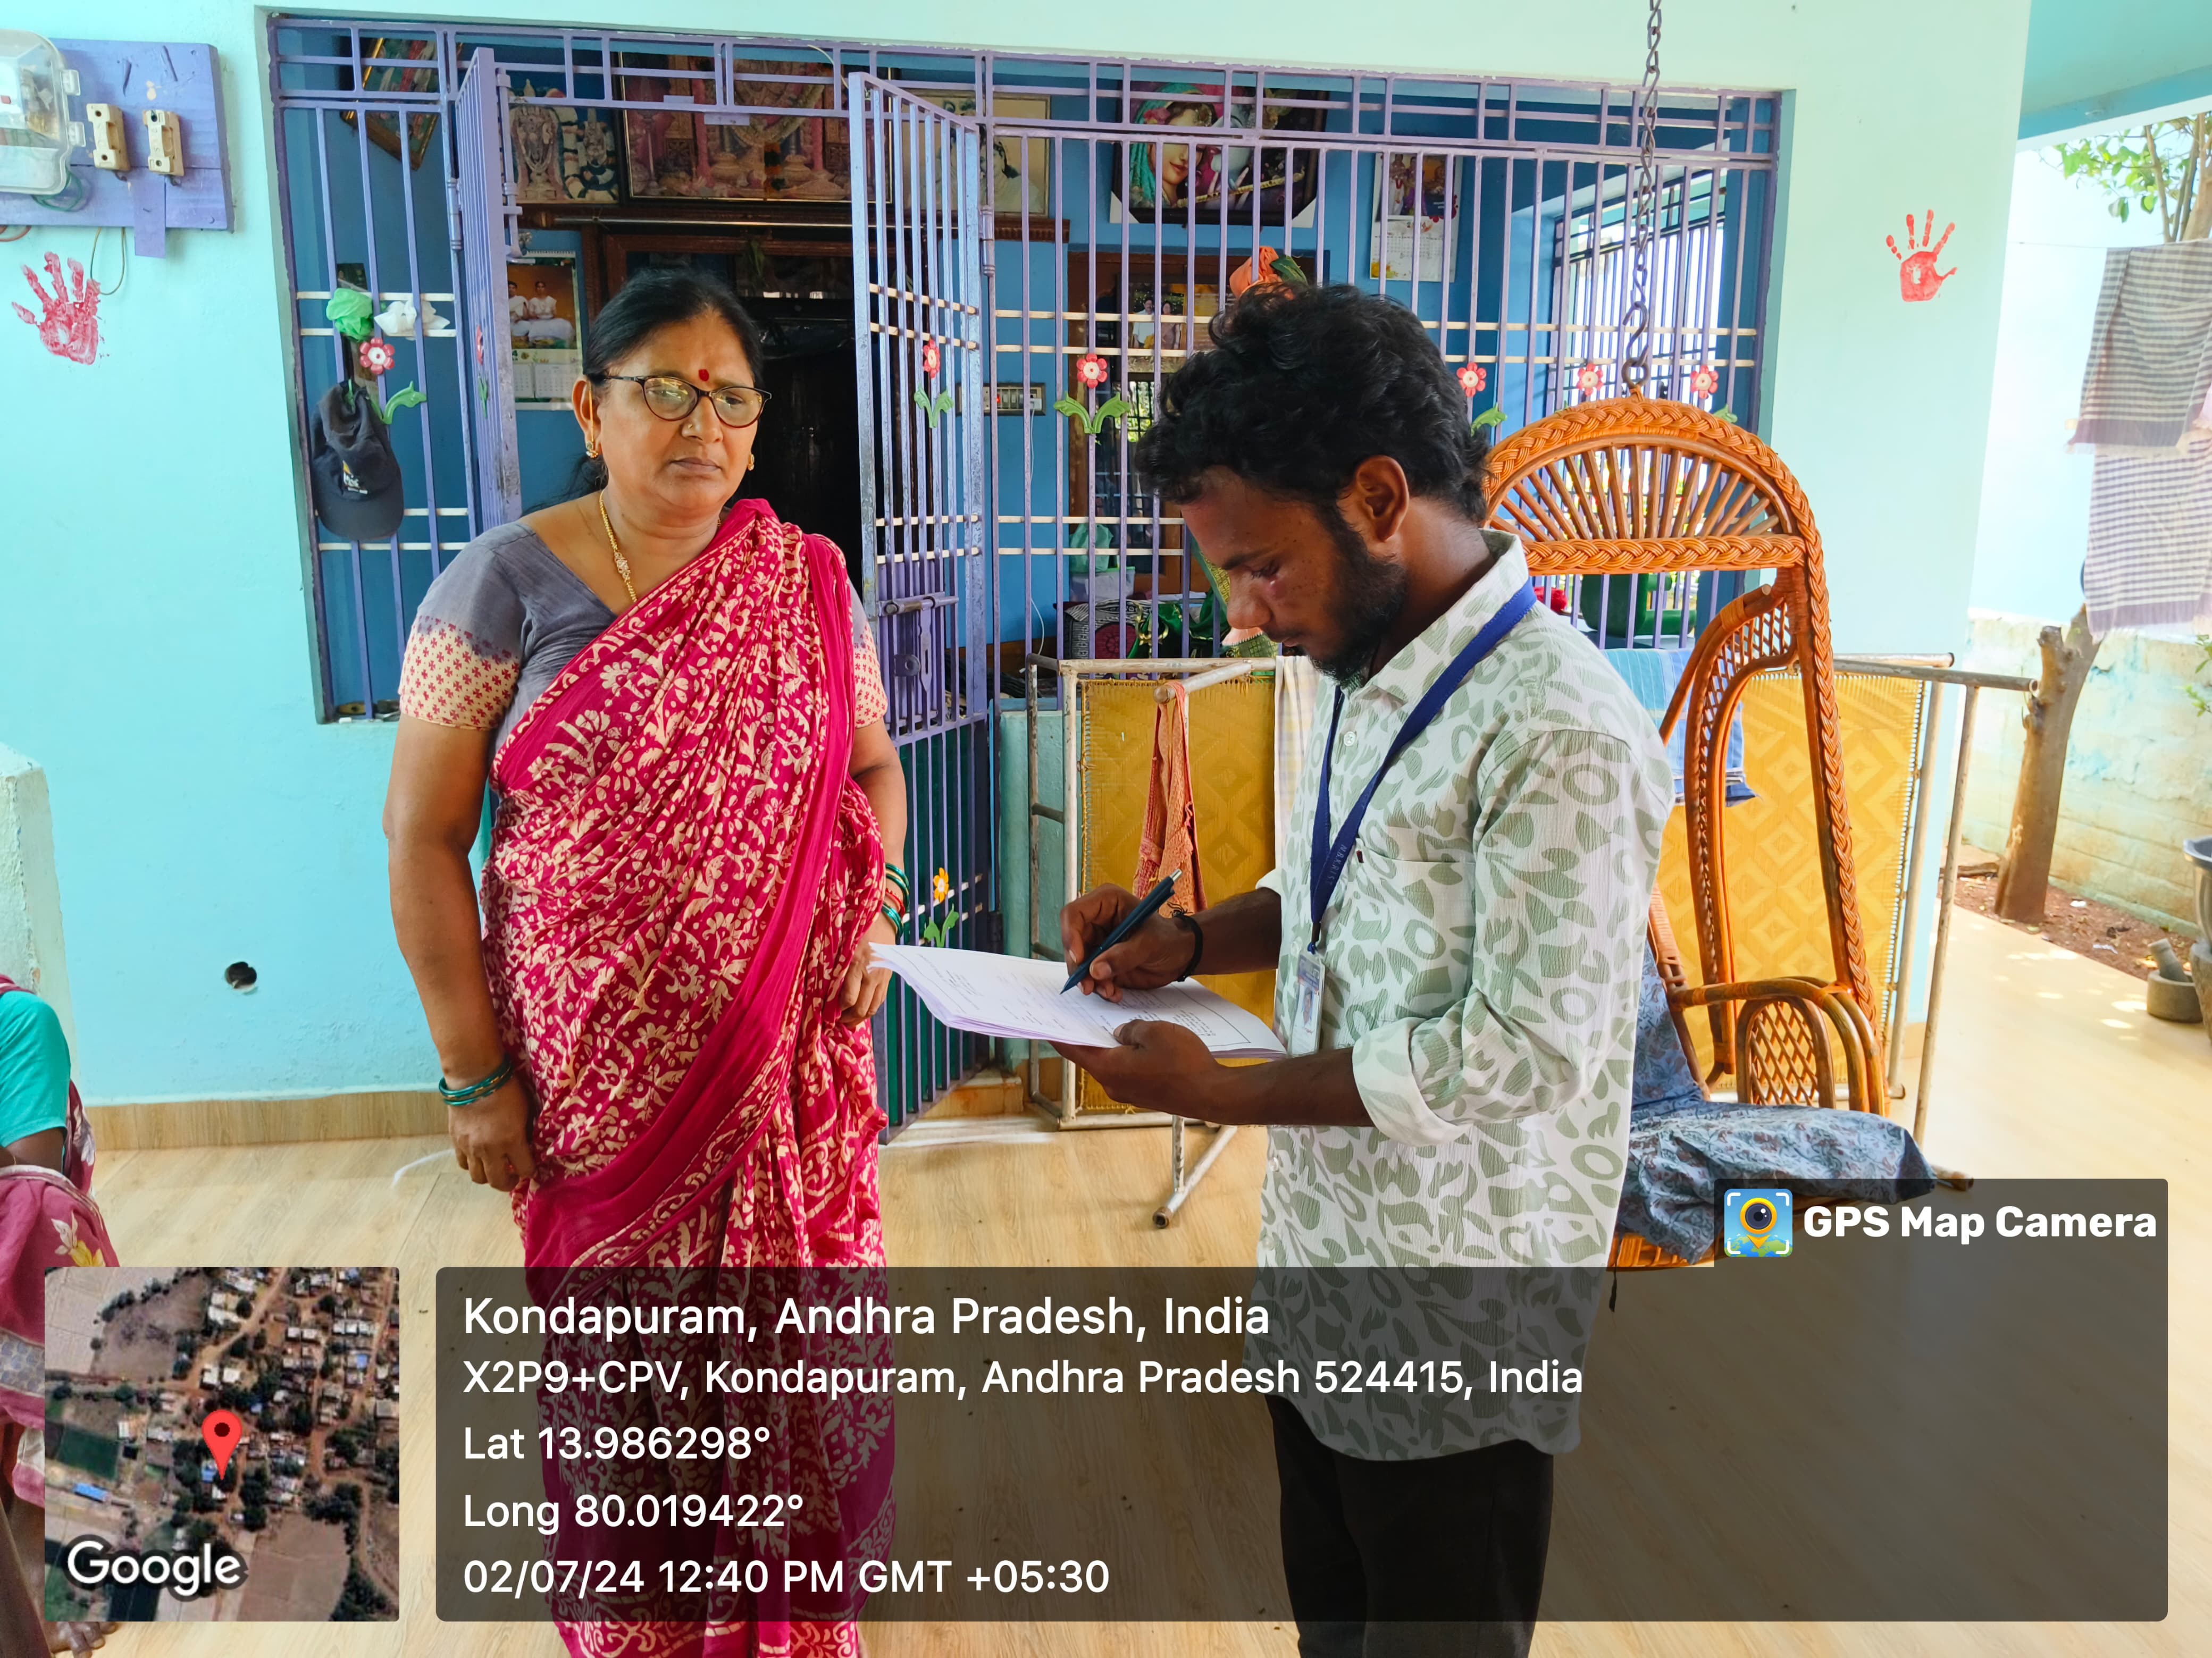 GPS Map Camera
Kondapuram, Andhra Pradesh, India
X2P9+CPV, Kondapuram, Andhra Pradesh 524415, India
Lat 13.986298°
Long 80.019422°
02/07/24 12:40 PM GMT +05:30
Google